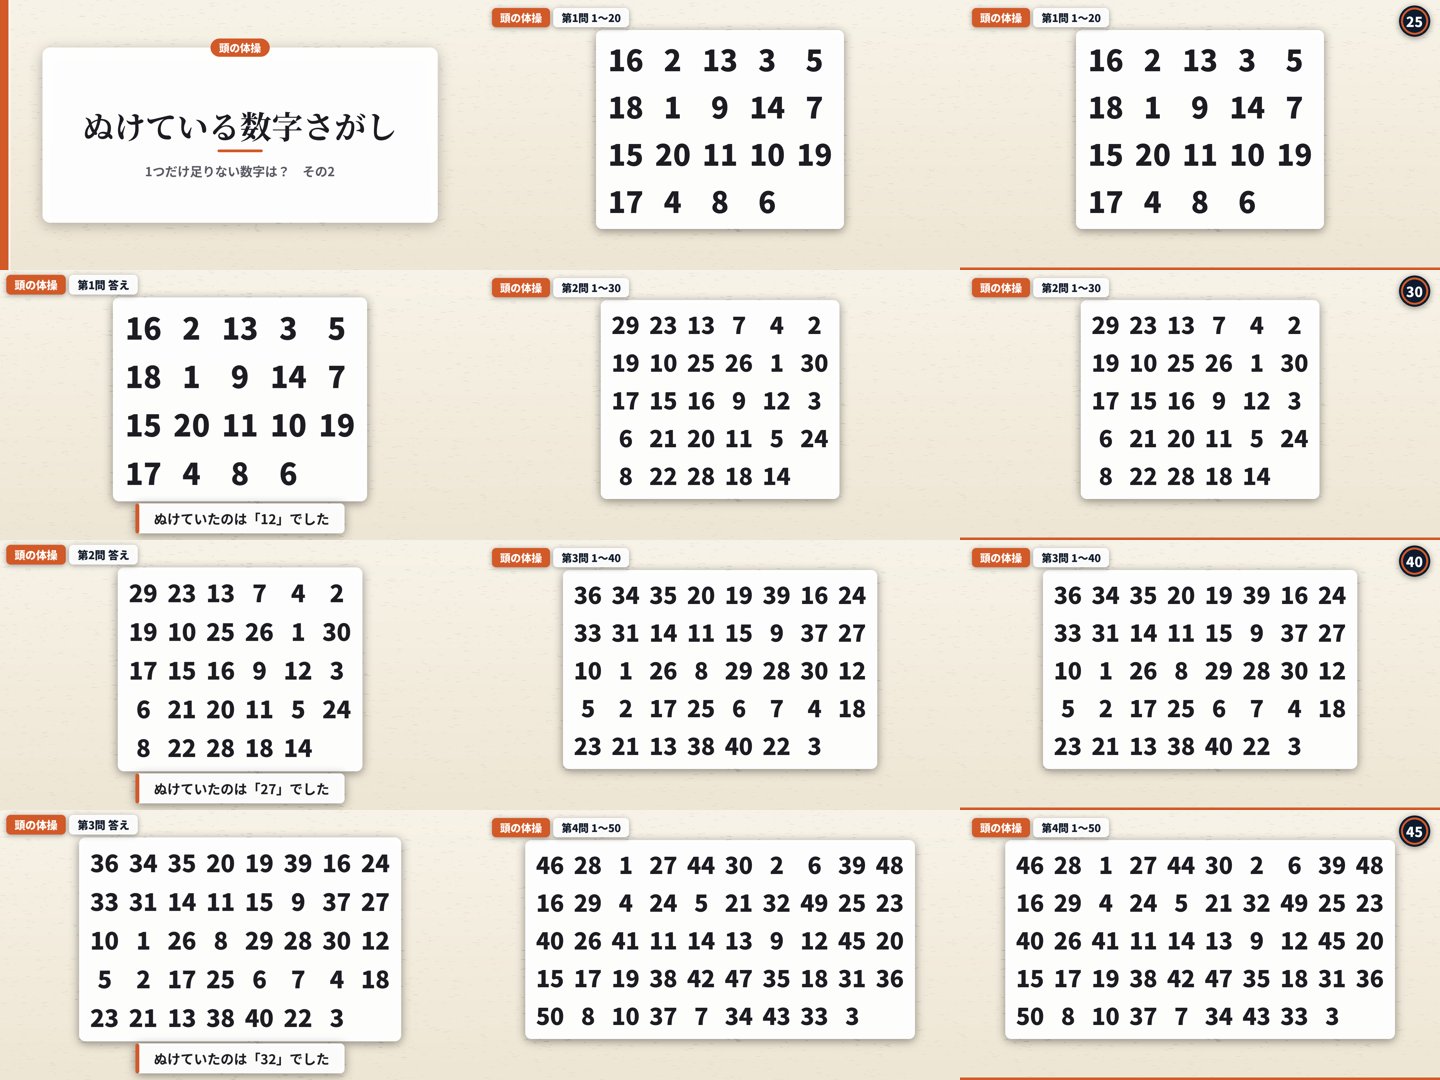 頭の体操
ぬけている数字さがし
1つだけ足りない数字は？ その2
頭の体操 第1問 1〜20
16 2 13 3 5
18 1 9 14 7
15 20 11 10 19
17 4 8 6
頭の体操 第1問 1〜20 25
16 2 13 3 5
18 1 9 14 7
15 20 11 10 19
17 4 8 6
頭の体操 第1問 答え
16 2 13 3 5
18 1 9 14 7
15 20 11 10 19
17 4 8 6
ぬけていたのは「12」でした
頭の体操 第2問 1〜30
29 23 13 7 4 2
19 10 25 26 1 30
17 15 16 9 12 3
6 21 20 11 5 24
8 22 28 18 14
頭の体操 第2問 1〜30 30
29 23 13 7 4 2
19 10 25 26 1 30
17 15 16 9 12 3
6 21 20 11 5 24
8 22 28 18 14
頭の体操 第2問 答え
29 23 13 7 4 2
19 10 25 26 1 30
17 15 16 9 12 3
6 21 20 11 5 24
8 22 28 18 14
ぬけていたのは「27」でした
頭の体操 第3問 1〜40
36 34 35 20 19 39 16 24
33 31 14 11 15 9 37 27
10 1 26 8 29 28 30 12
5 2 17 25 6 7 4 18
23 21 13 38 40 22 3
頭の体操 第3問 1〜40 40
36 34 35 20 19 39 16 24
33 31 14 11 15 9 37 27
10 1 26 8 29 28 30 12
5 2 17 25 6 7 4 18
23 21 13 38 40 22 3
頭の体操 第3問 答え
36 34 35 20 19 39 16 24
33 31 14 11 15 9 37 27
10 1 26 8 29 28 30 12
5 2 17 25 6 7 4 18
23 21 13 38 40 22 3
ぬけていたのは「32」でした
頭の体操 第4問 1〜50
46 28 1 27 44 30 2 6 39 48
16 29 4 24 5 21 32 49 25 23
40 26 41 11 14 13 9 12 45 20
15 17 19 38 42 47 35 18 31 36
50 8 10 37 7 34 43 33 3
頭の体操 第4問 1〜50 45
46 28 1 27 44 30 2 6 39 48
16 29 4 24 5 21 32 49 25 23
40 26 41 11 14 13 9 12 45 20
15 17 19 38 42 47 35 18 31 36
50 8 10 37 7 34 43 33 3